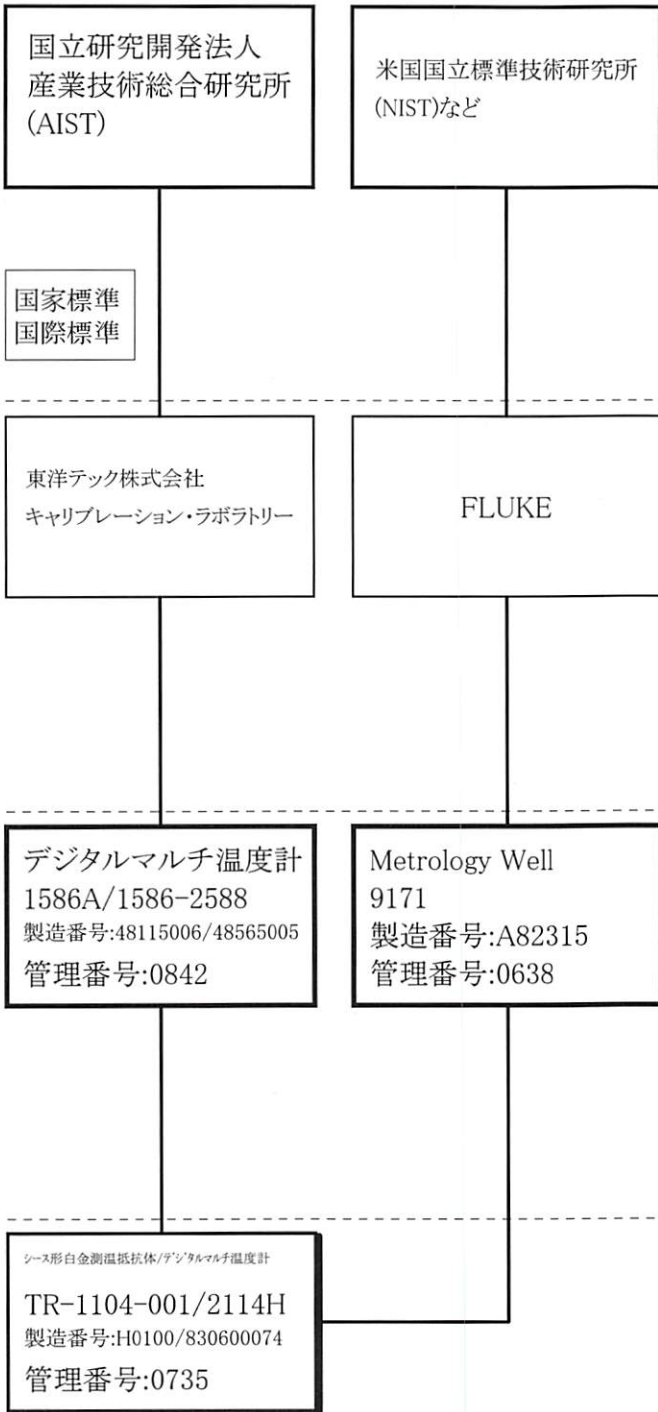 国立研究開発法人
産業技術総合研究所
(AIST)
米国国立標準技術研究所
(NIST)など
国家標準
国際標準
東洋テック株式会社
キャリブレーション・ラボラトリー
FLUKE
デジタルマルチ温度計
1586A/1586-2588
製造番号:48115006/48565005
管理番号:0842
Metrology Well
9171
製造番号:A82315
管理番号:0638
シース形白金測温抵抗体/デジタルマルチ温度計
TR-1104-001/2114H
製造番号:H0100/830600074
管理番号:0735